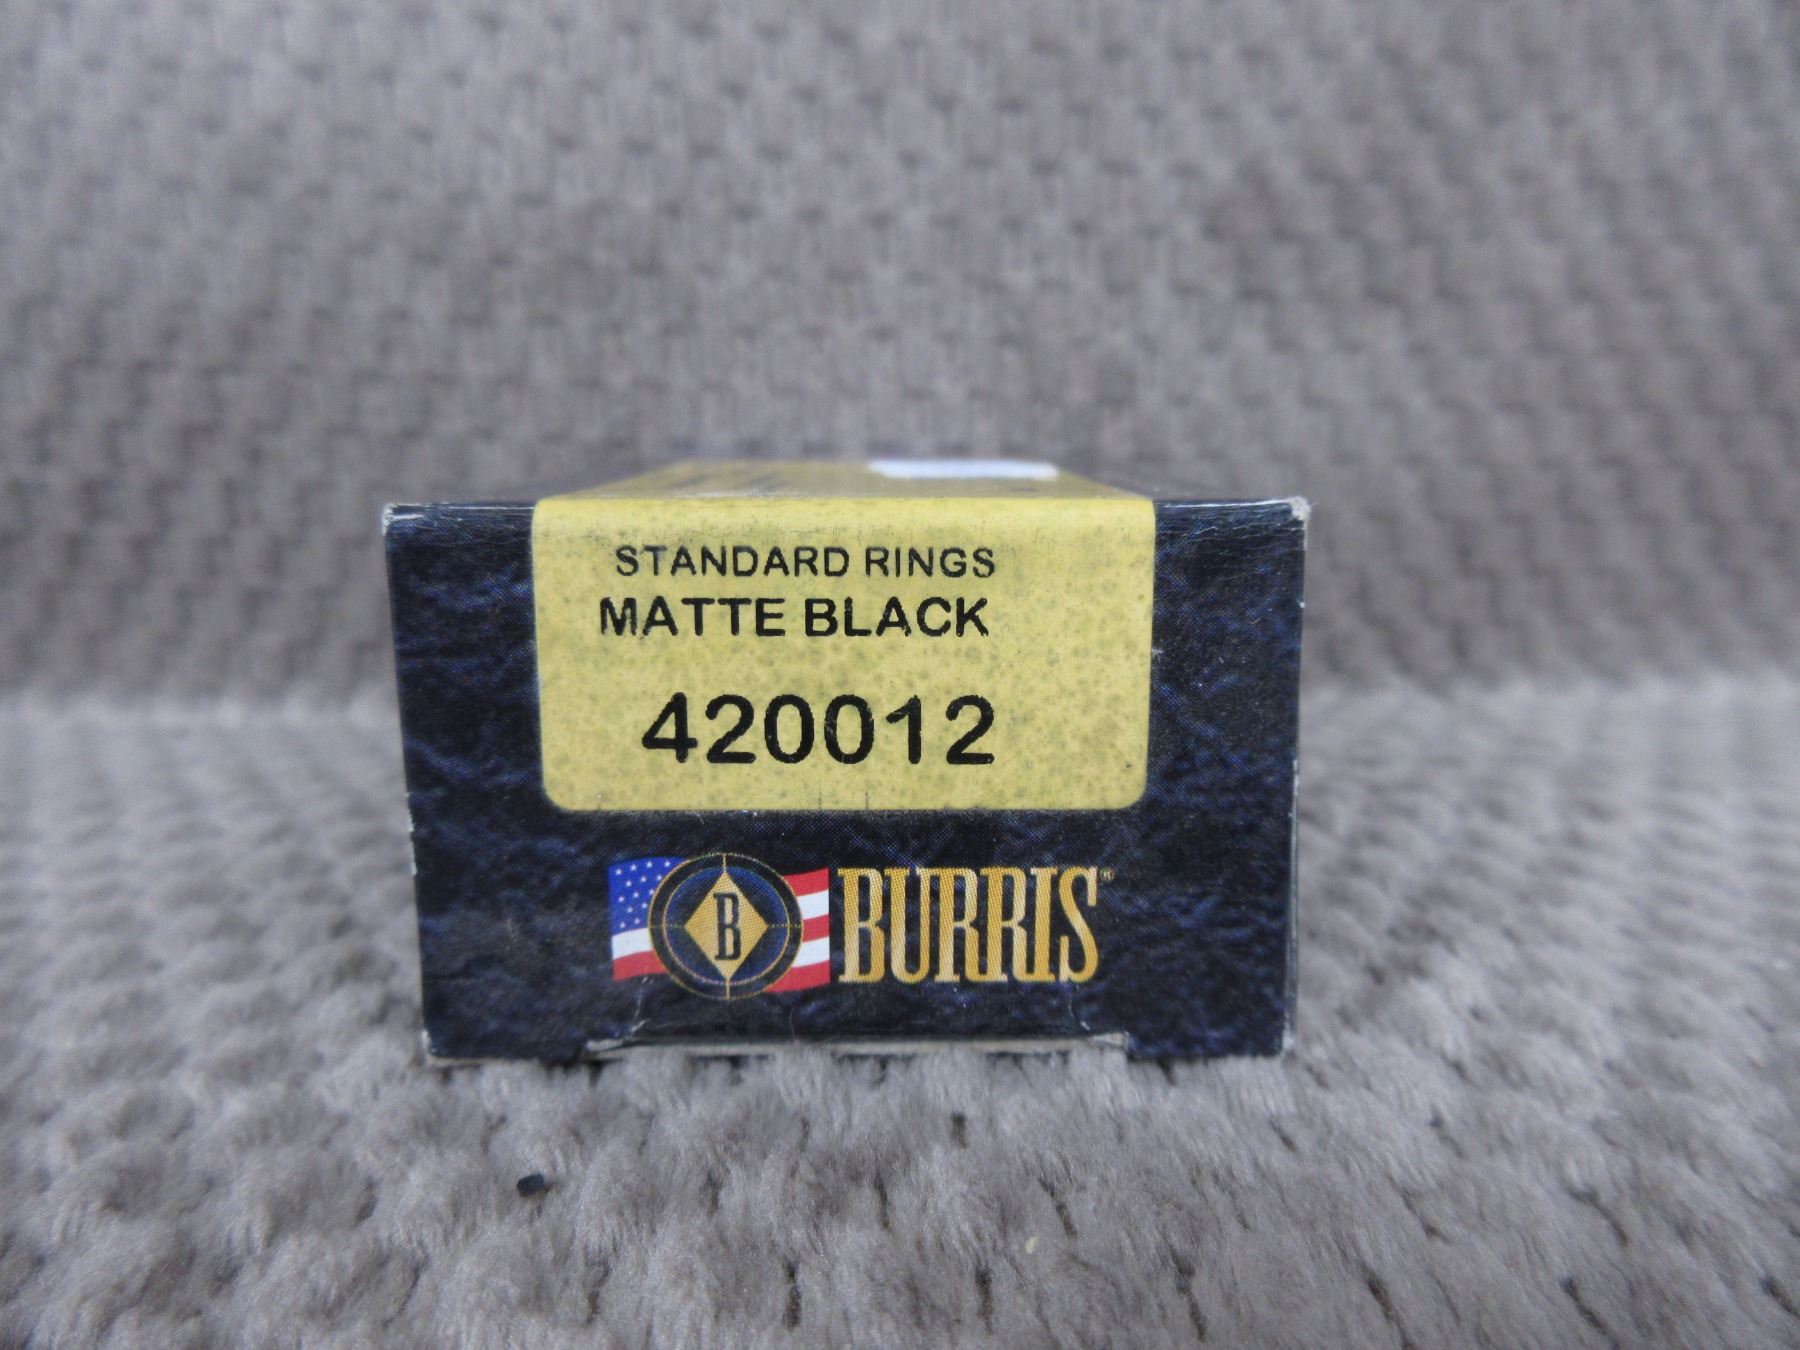 STANDARD RINGS
MATTE BLACK
420012
B BURRIS®